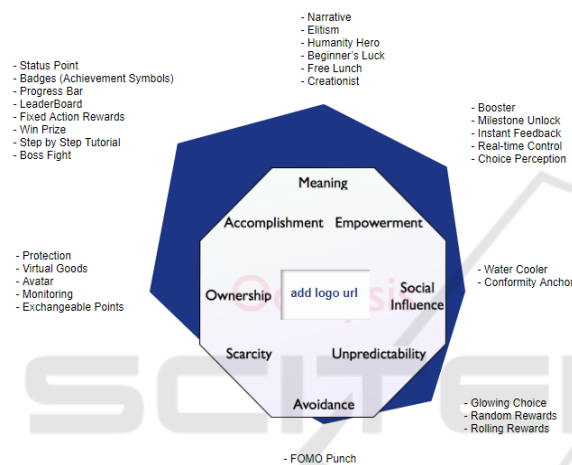 - Narrative
- Elitism
- Humanity Hero
- Beginner's Luck
- Free Lunch
- Creationist
- Status Point
- Badges (Achievement Symbols)
- Progress Bar
- LeaderBoard
- Fixed Action Rewards
- Win Prize
- Step by Step Tutorial
- Boss Fight
- Booster
- Milestone Unlock
- Instant Feedback
- Real-time Control
- Choice Perception
Meaning
Accomplishment
Empowerment
- Protection
- Virtual Goods
- Avatar
- Monitoring
- Exchangeable Points
Ownership
add logo url
Social
Influence
- Water Cooler
- Conformity Anchor
Scarcity
Unpredictability
Avoidance
- Glowing Choice
- Random Rewards
- Rolling Rewards
- FOMO Punch